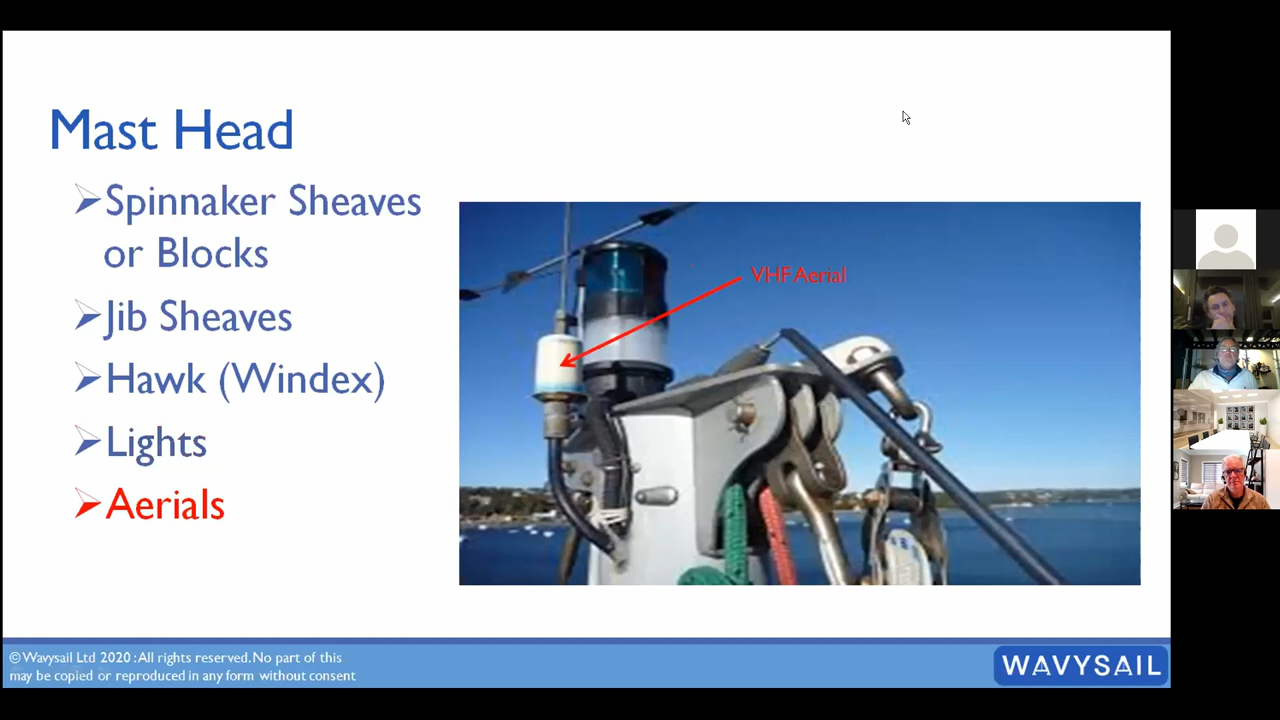 Mast Head
Spinnaker Sheaves
or Blocks
Jib Sheaves
Hawk (Windex)
Lights
Aerials
VHF Aerial
© Wavysail Ltd 2020 : All rights reserved. No part of this
may be copied or reproduced in any form without consent
WAVYSAIL